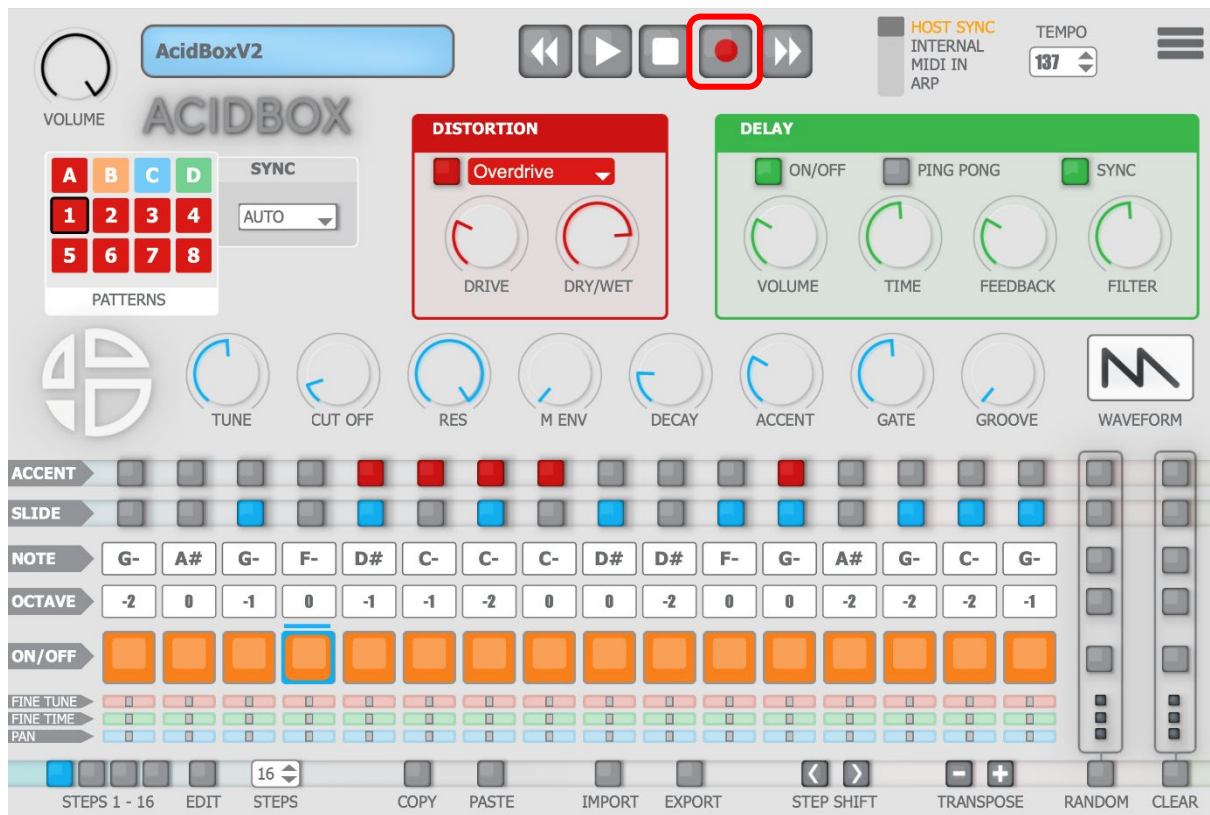 AcidBoxV2
HOST SYNC
INTERNAL
MIDI IN
ARP
TEMPO
137
VOLUME
ACIDBOX
A B C D
1 2 3 4
5 6 7 8
PATTERNS
SYNC
AUTO
DISTORTION
Overdrive
DRIVE DRY/WET
DELAY
ON/OFF PING PONG SYNC
VOLUME TIME FEEDBACK FILTER
TUNE CUT OFF RES M ENV DECAY ACCENT GATE GROOVE WAVEFORM
ACCENT
SLIDE
NOTE G- A# G- F- D# C- C- C- D# D# F- G- A# G- C- G-
OCTAVE -2 0 -1 0 -1 -1 -2 0 0 -2 0 0 -2 -2 -2 -1
ON/OFF
FINE TUNE
FINE TIME
PAN
16
STEPS 1 - 16 EDIT STEPS COPY PASTE IMPORT EXPORT STEP SHIFT TRANSPOSE RANDOM CLEAR